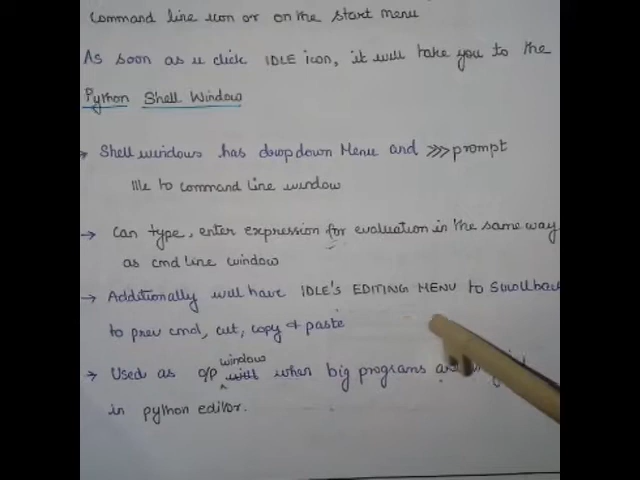 Command line icon or on the start menu
As soon as u click IDLE icon, it will take you to the
Python Shell Window
→ Shell windows has dropdown Menu and >>> prompt
lll to command line window
→ Can type, enter expression for evaluation in the same way
as cmd line window
→ Additionally will have IDLE's EDITING MENU to Scrollback
to prev cmd, cut, copy & paste
window
→ Used as o/p when big programs
in python editor.